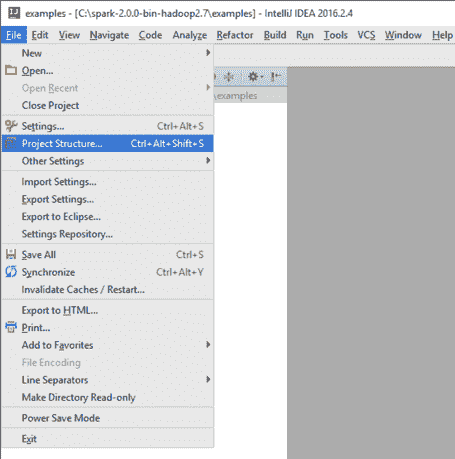 examples - [C:\spark-2.0.0-bin-hadoop2.7\examples] - IntelliJ IDEA 2016.2.4
File Edit View Navigate Code Analyze Refactor Build Run Tools VCS Window Help
New
Open...
Open Recent
Close Project
\examples
Settings... Ctrl+Alt+S
Project Structure... Ctrl+Alt+Shift+S
Other Settings
Import Settings...
Export Settings...
Export to Eclipse...
Settings Repository...
Save All Ctrl+S
Synchronize Ctrl+Alt+Y
Invalidate Caches / Restart...
Export to HTML...
Print...
Add to Favorites
File Encoding
Line Separators
Make Directory Read-only
Power Save Mode
Exit